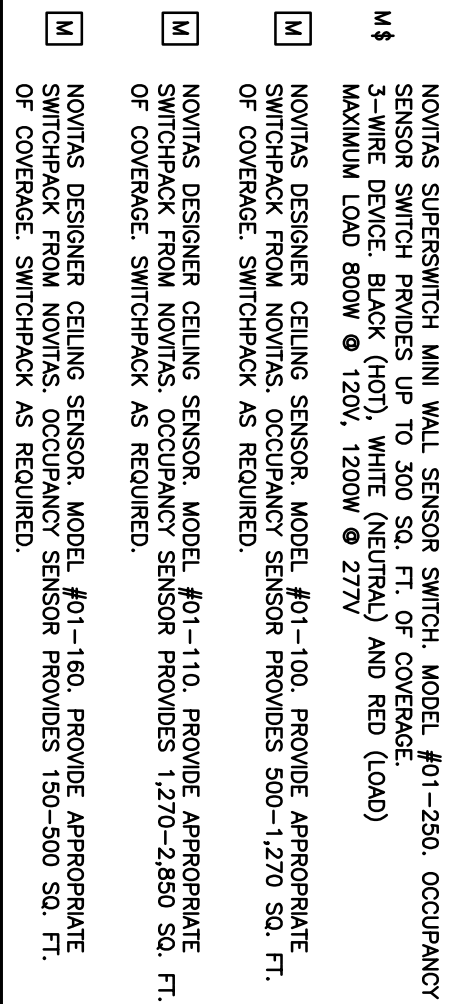 M $ NOVITAS SUPERSWITCH MINI WALL SENSOR SWITCH. MODEL #01-250. OCCUPANCY
SENSOR SWITCH PRVIDES UP TO 300 SQ. FT. OF COVERAGE.
3-WIRE DEVICE. BLACK (HOT), WHITE (NEUTRAL) AND RED (LOAD)
MAXIMUM LOAD 800W @ 120V, 1200W @ 277V
M NOVITAS DESIGNER CEILING SENSOR. MODEL #01-100. PROVIDE APPROPRIATE
SWITCHPACK FROM NOVITAS. OCCUPANCY SENSOR PROVIDES 500-1,270 SQ. FT.
OF COVERAGE. SWITCHPACK AS REQUIRED.
M NOVITAS DESIGNER CEILING SENSOR. MODEL #01-110. PROVIDE APPROPRIATE
SWITCHPACK FROM NOVITAS. OCCUPANCY SENSOR PROVIDES 1,270-2,850 SQ. FT.
OF COVERAGE. SWITCHPACK AS REQUIRED.
M NOVITAS DESIGNER CEILING SENSOR. MODEL #01-160. PROVIDE APPROPRIATE
SWITCHPACK FROM NOVITAS. OCCUPANCY SENSOR PROVIDES 150-500 SQ. FT.
OF COVERAGE. SWITCHPACK AS REQUIRED.